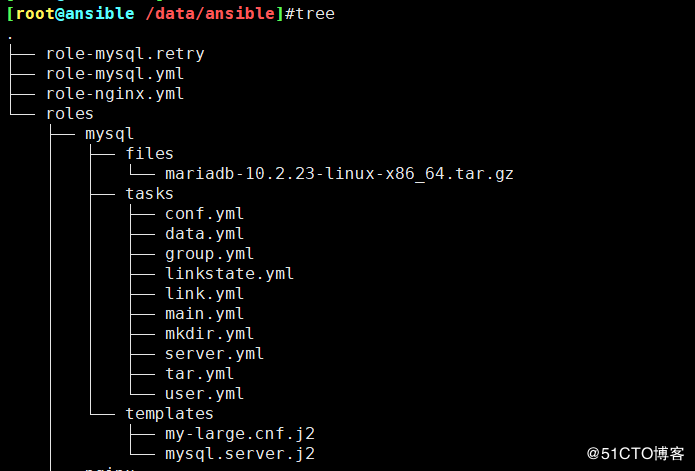 [root@ansible /data/ansible]#tree
.
├── role-mysql.retry
├── role-mysql.yml
├── role-nginx.yml
└── roles
    ├── mysql
    │   ├── files
    │   │   └── mariadb-10.2.23-linux-x86_64.tar.gz
    │   ├── tasks
    │   │   ├── conf.yml
    │   │   ├── data.yml
    │   │   ├── group.yml
    │   │   ├── linkstate.yml
    │   │   ├── link.yml
    │   │   ├── main.yml
    │   │   ├── mkdir.yml
    │   │   ├── server.yml
    │   │   ├── tar.yml
    │   │   └── user.yml
    │   └── templates
    │       ├── my-large.cnf.j2
    │       └── mysql.server.j2
@51CTO博客